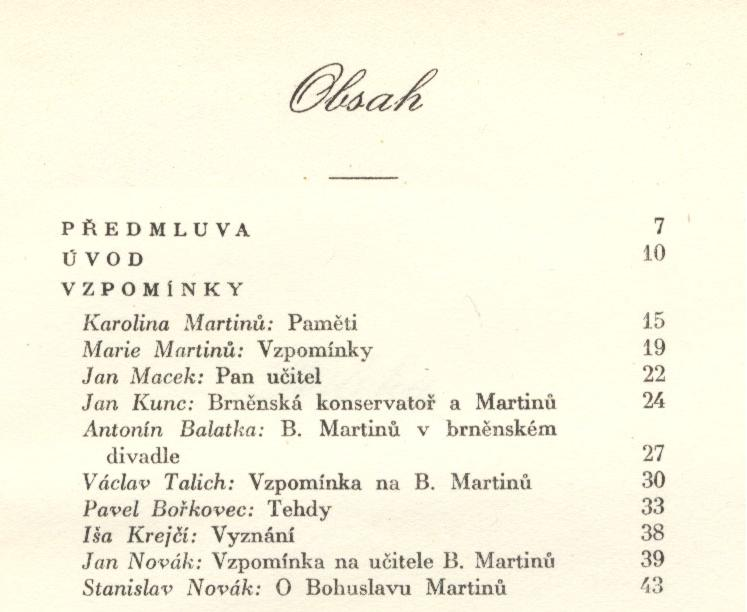 Obsah
PŘEDMLUVA 7
ÚVOD 10
VZPOMÍNKY
Karolina Martinů: Paměti 15
Marie Martinů: Vzpomínky 19
Jan Macek: Pan učitel 22
Jan Kunc: Brněnská konservatoř a Martinů 24
Antonín Balatka: B. Martinů v brněnském
divadle 27
Václav Talich: Vzpomínka na B. Martinů 30
Pavel Bořkovec: Tehdy 33
Iša Krejčí: Vyznání 38
Jan Novák: Vzpomínka na učitele B. Martinů 39
Stanislav Novák: O Bohuslavu Martinů 43